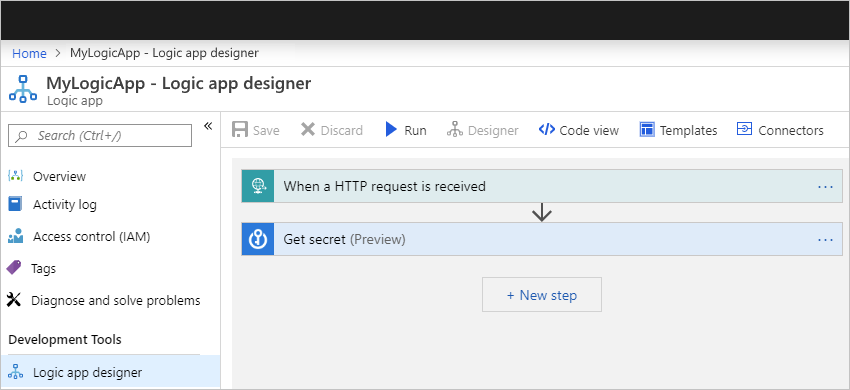 Home > MyLogicApp - Logic app designer
MyLogicApp - Logic app designer
Logic app
Search (Ctrl+/)
«
Overview
Activity log
Access control (IAM)
Tags
Diagnose and solve problems
Development Tools
Logic app designer
Save Discard Run Designer </> Code view Templates Connectors
When a HTTP request is received ...
Get secret (Preview) ...
+ New step